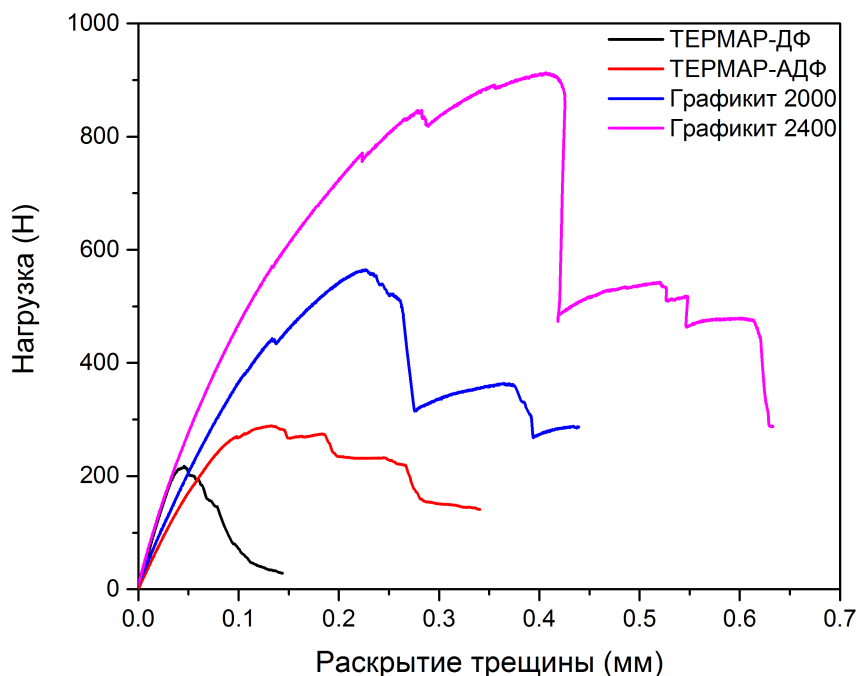 1000
800
600
400
200
0
Нагрузка (Н)
ТЕРМАР-ДФ
ТЕРМАР-АДФ
Графикит 2000
Графикит 2400
0.0 0.1 0.2 0.3 0.4 0.5 0.6 0.7
Раскрытие трещины (мм)